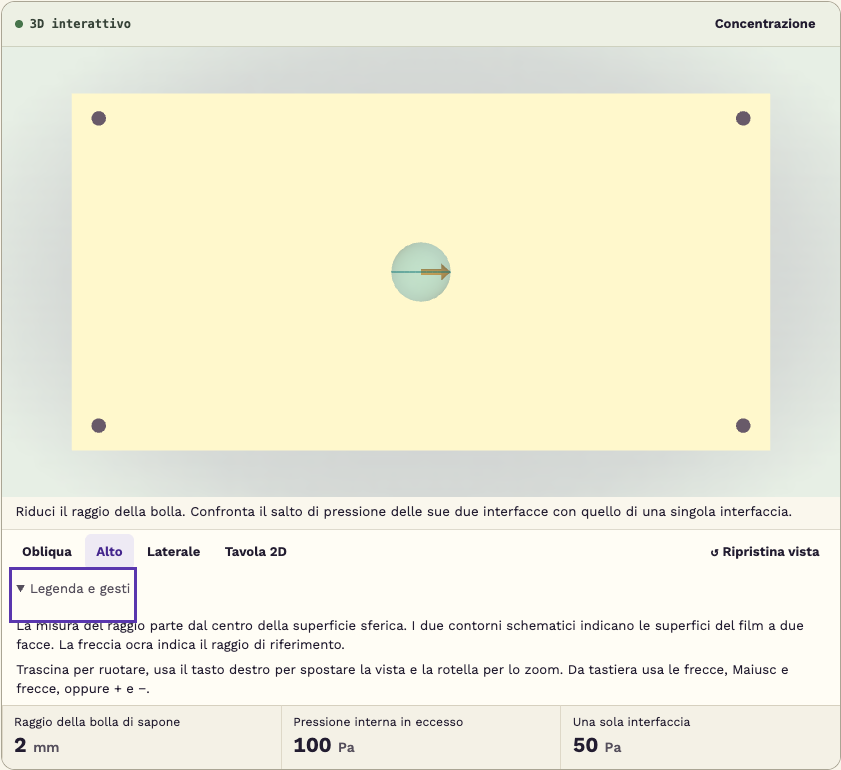 3D interattivo
Concentrazione
Riduci il raggio della bolla. Confronta il salto di pressione delle sue due interfacce con quello di una singola interfaccia.
Obliqua Alto Laterale Tavola 2D ↺ Ripristina vista
▼ Legenda e gesti
La misura del raggio parte dal centro della superficie sferica. I due contorni schematici indicano le superfici del film a due
facce. La freccia ocra indica il raggio di riferimento.
Trascina per ruotare, usa il tasto destro per spostare la vista e la rotella per lo zoom. Da tastiera usa le frecce, Maiusc e
frecce, oppure + e −.
Raggio della bolla di sapone
2 mm
Pressione interna in eccesso
100 Pa
Una sola interfaccia
50 Pa